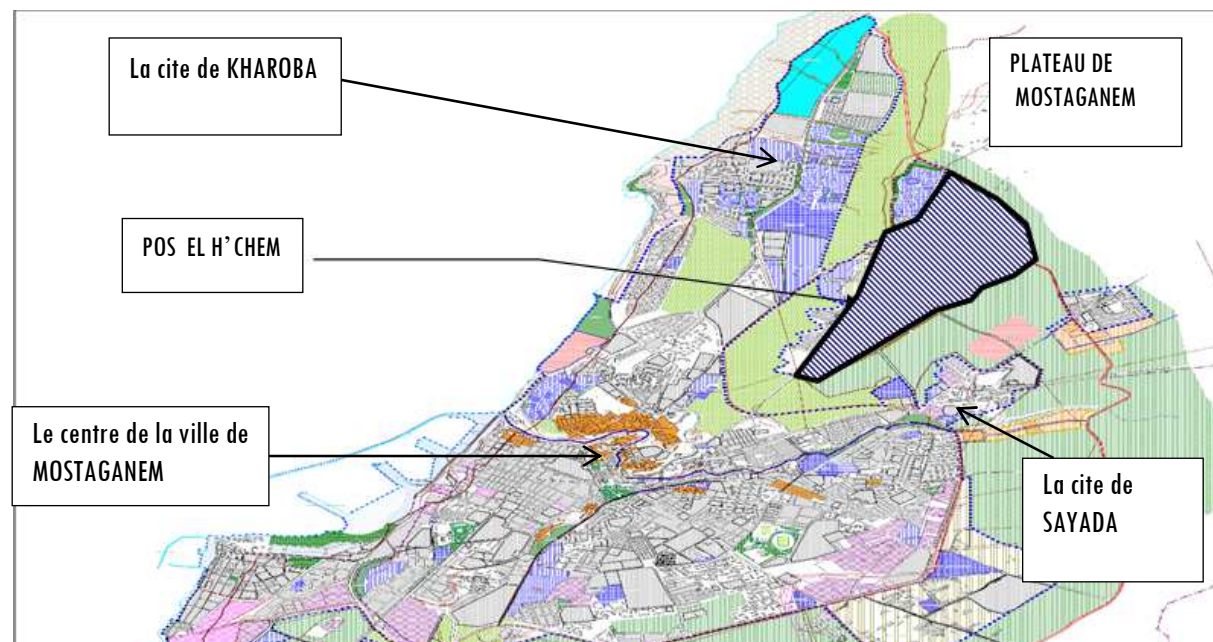 La cite de KHAROBA
PLATEAU DE
MOSTAGANEM
POS EL H'CHEM
Le centre de la ville de
MOSTAGANEM
La cite de
SAYADA